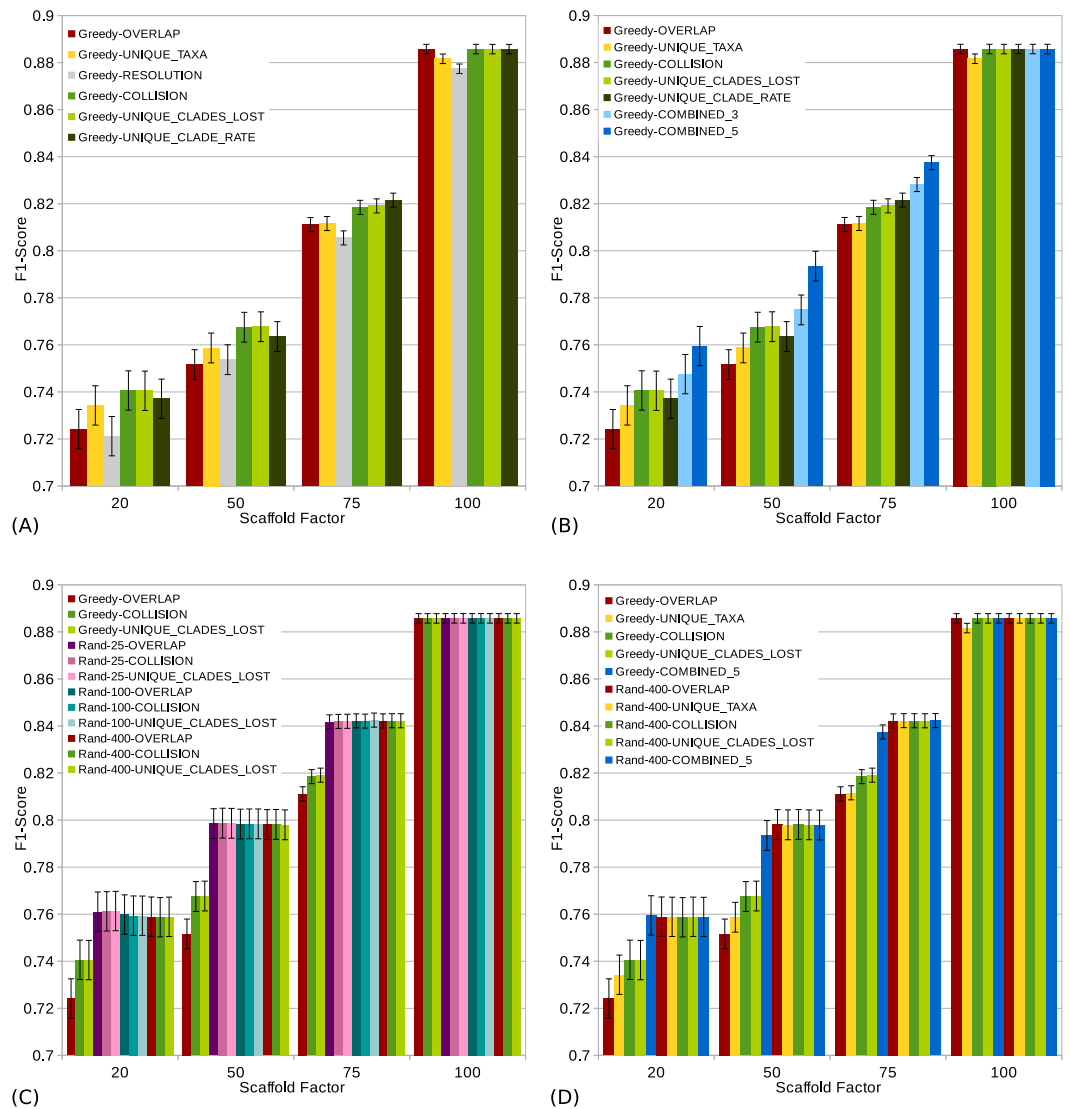 0.9
0.88
0.86
0.84
0.82
0.8
0.78
0.76
0.74
0.72
0.7
F1-Score
Greedy-OVERLAP
Greedy-UNIQUE_TAXA
Greedy-RESOLUTION
Greedy-COLLISION
Greedy-UNIQUE_CLADES_LOST
Greedy-UNIQUE_CLADE_RATE
20 50 75 100
Scaffold Factor
(A)
0.9
0.88
0.86
0.84
0.82
0.8
0.78
0.76
0.74
0.72
0.7
F1-Score
Greedy-OVERLAP
Greedy-UNIQUE_TAXA
Greedy-COLLISION
Greedy-UNIQUE_CLADES_LOST
Greedy-UNIQUE_CLADE_RATE
Greedy-COMBINED_3
Greedy-COMBINED_5
20 50 75 100
Scaffold Factor
(B)
0.9
0.88
0.86
0.84
0.82
0.8
0.78
0.76
0.74
0.72
0.7
F1-Score
Greedy-OVERLAP
Greedy-COLLISION
Greedy-UNIQUE_CLADES_LOST
Rand-25-OVERLAP
Rand-25-COLLISION
Rand-25-UNIQUE_CLADES_LOST
Rand-100-OVERLAP
Rand-100-COLLISION
Rand-100-UNIQUE_CLADES_LOST
Rand-400-OVERLAP
Rand-400-COLLISION
Rand-400-UNIQUE_CLADES_LOST
20 50 75 100
Scaffold Factor
(C)
0.9
0.88
0.86
0.84
0.82
0.8
0.78
0.76
0.74
0.72
0.7
F1-Score
Greedy-OVERLAP
Greedy-UNIQUE_TAXA
Greedy-COLLISION
Greedy-UNIQUE_CLADES_LOST
Greedy-COMBINED_5
Rand-400-OVERLAP
Rand-400-UNIQUE_TAXA
Rand-400-COLLISION
Rand-400-UNIQUE_CLADES_LOST
Rand-400-COMBINED_5
20 50 75 100
Scaffold Factor
(D)